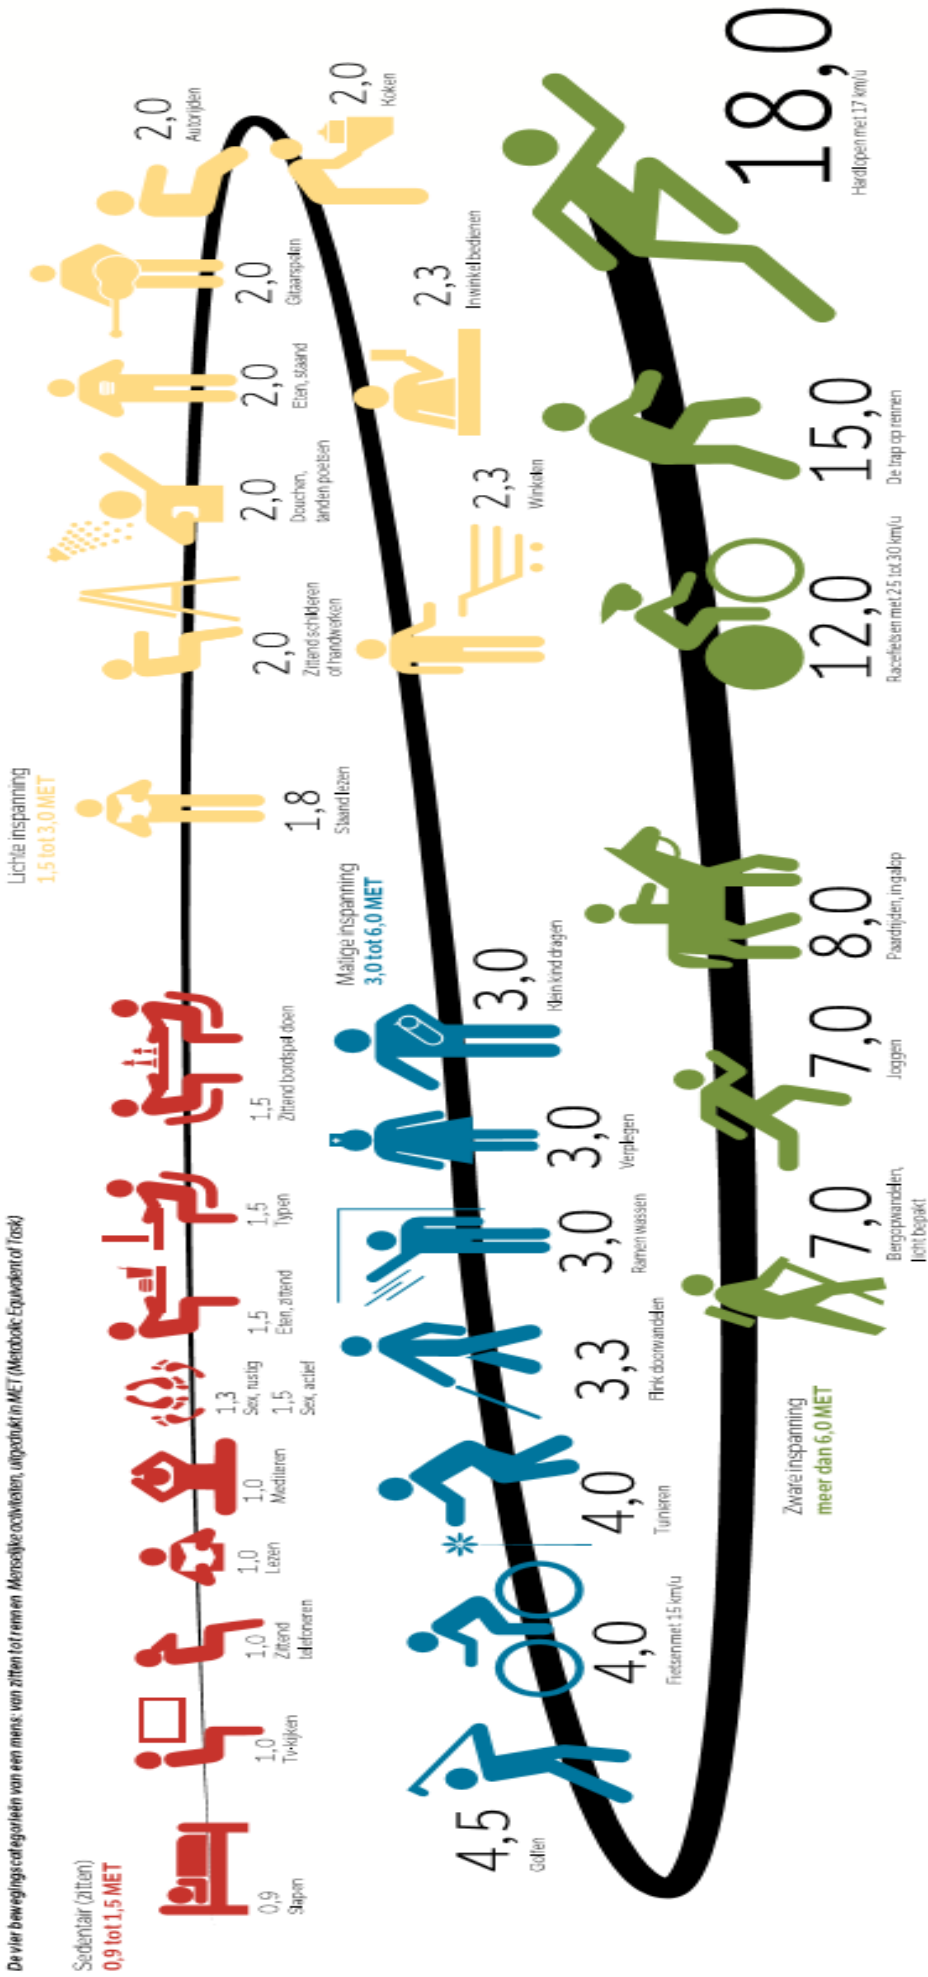 De vier bewegingscategorieën van een mens: van zitten tot rennen Menselijke activiteiten, uitgedrukt in MET (Metabolic Equivalent of Task)
Sedentair (zitten)
0,9 tot 1,5 MET
0,9
Slapen
1,0
Tv-kijken
1,0
Zittend
telefoneren
1,0
Lezen
1,0
Mediteren
1,3
Sex, rustig
1,5
Sex, actief
1,5
Eten, zittend
1,5
Typen
1,5
Zittend bordspel doen
Lichte inspanning
1,5 tot 3,0 MET
1,8
Staand lezen
2,0
Zittend schilderen
of handwerken
2,0
Douchen,
tanden poetsen
2,0
Eten, staand
2,0
Gitaarspelen
2,0
Autorijden
2,0
Koken
2,3
In winkel bedienen
2,3
Winkelen
Matige inspanning
3,0 tot 6,0 MET
3,0
Klein kind dragen
3,0
Verplegen
3,0
Ramen wassen
3,3
Flink doorwandelen
4,0
Tuinieren
4,0
Fietsen met 15 km/u
4,5
Golfen
Zware inspanning
meer dan 6,0 MET
7,0
Bergop wandelen,
licht bepakt
7,0
Joggen
8,0
Paardrijden, in galop
12,0
Racefietsen met 25 tot 30 km/u
15,0
De trap op rennen
18,0
Hardlopen met 17 km/u